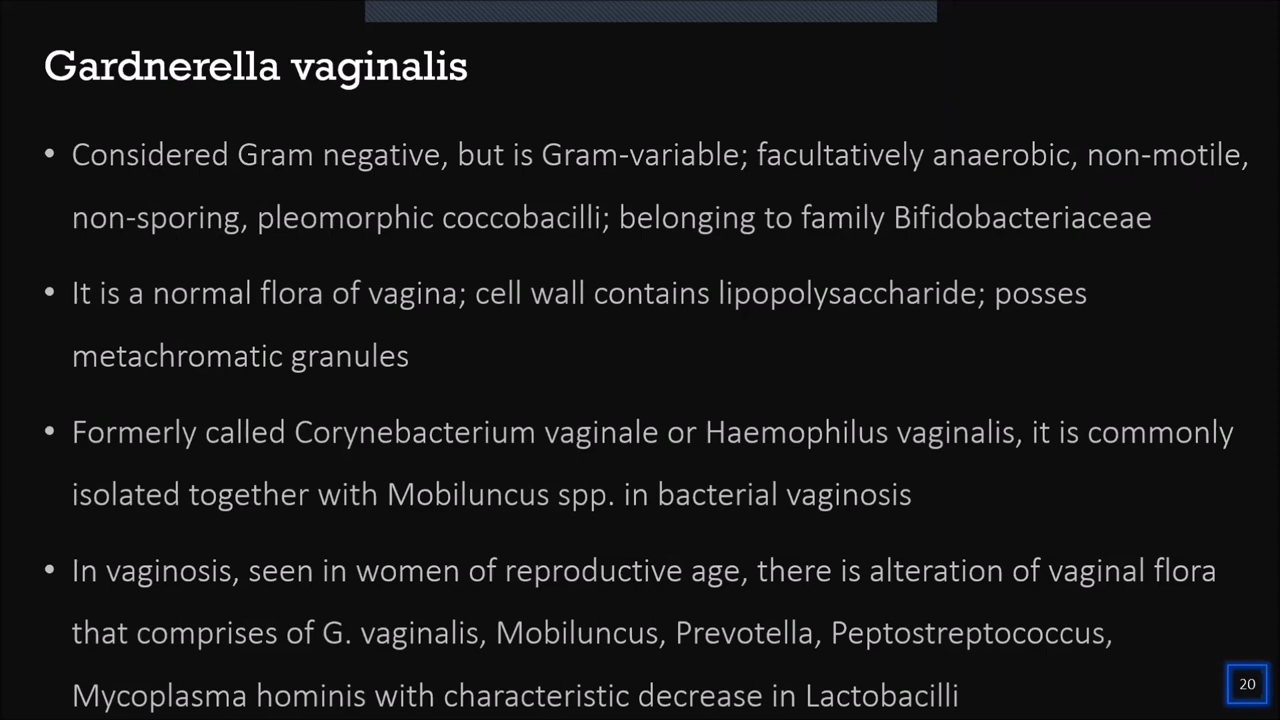 Gardnerella vaginalis
• Considered Gram negative, but is Gram-variable; facultatively anaerobic, non-motile,
non-sporing, pleomorphic coccobacilli; belonging to family Bifidobacteriaceae
• It is a normal flora of vagina; cell wall contains lipopolysaccharide; posses
metachromatic granules
• Formerly called Corynebacterium vaginale or Haemophilus vaginalis, it is commonly
isolated together with Mobiluncus spp. in bacterial vaginosis
• In vaginosis, seen in women of reproductive age, there is alteration of vaginal flora
that comprises of G. vaginalis, Mobiluncus, Prevotella, Peptostreptococcus,
Mycoplasma hominis with characteristic decrease in Lactobacilli
20